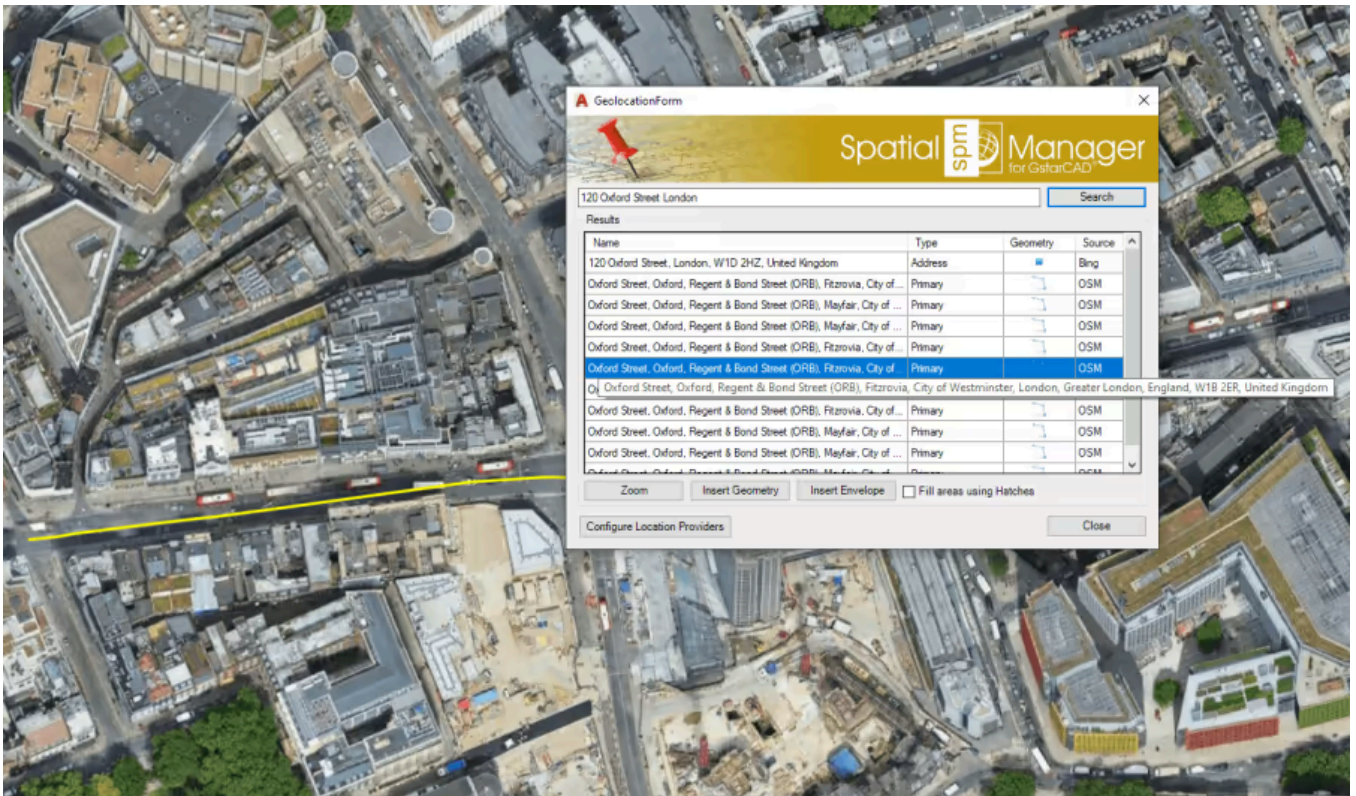 GeolocationForm
Spatial spm Manager
for GstarCAD™
120 Oxford Street London
Search
Results
Name Type Geometry Source
120 Oxford Street, London, W1D 2HZ, United Kingdom Address Bing
Oxford Street, Oxford, Regent & Bond Street (ORB), Fitzrovia, City of... Primary OSM
Oxford Street, Oxford, Regent & Bond Street (ORB), Mayfair, City of ... Primary OSM
Oxford Street, Oxford, Regent & Bond Street (ORB), Mayfair, City of ... Primary OSM
Oxford Street, Oxford, Regent & Bond Street (ORB), Fitzrovia, City of... Primary OSM
Oxford Street, Oxford, Regent & Bond Street (ORB), Fitzrovia, City of... Primary OSM
Oxford Street, Oxford, Regent & Bond Street (ORB), Fitzrovia, City of Westminster, London, Greater London, England, W1B 2ER, United Kingdom
Oxford Street, Oxford, Regent & Bond Street (ORB), Fitzrovia, City of... Primary OSM
Oxford Street, Oxford, Regent & Bond Street (ORB), Mayfair, City of ... Primary OSM
Oxford Street, Oxford, Regent & Bond Street (ORB), Mayfair, City of ... Primary OSM
Oxford Street, Oxford, Regent & Bond Street (ORB), Mayfair, City of ... Primary OSM
Zoom Insert Geometry Insert Envelope Fill areas using Hatches
Configure Location Providers Close